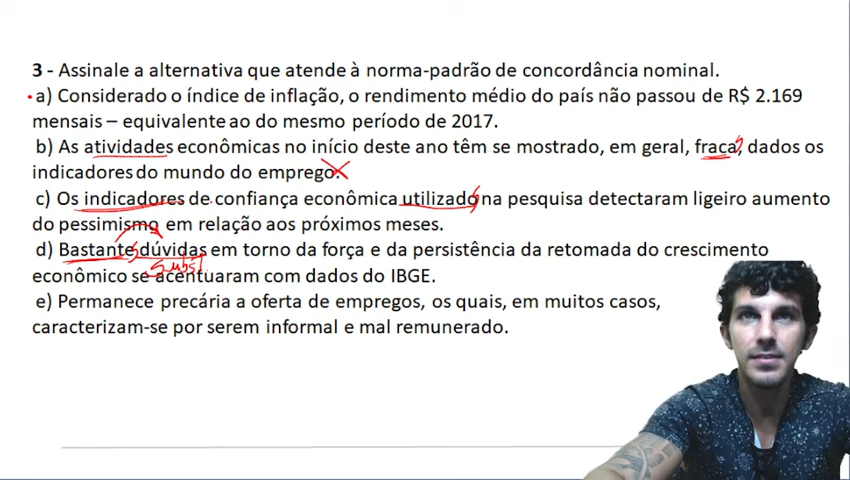 3 - Assinale a alternativa que atende à norma-padrão de concordância nominal.
a) Considerado o índice de inflação, o rendimento médio do país não passou de R$ 2.169
mensais – equivalente ao do mesmo período de 2017.
b) As atividades econômicas no início deste ano têm se mostrado, em geral, fracas, dados os
indicadores do mundo do emprego.
c) Os indicadores de confiança econômica utilizados na pesquisa detectaram ligeiro aumento
do pessimismo em relação aos próximos meses.
d) Bastantes dúvidas em torno da força e da persistência da retomada do crescimento
subst
econômico se acentuaram com dados do IBGE.
e) Permanece precária a oferta de empregos, os quais, em muitos casos,
caracterizam-se por serem informal e mal remunerado.